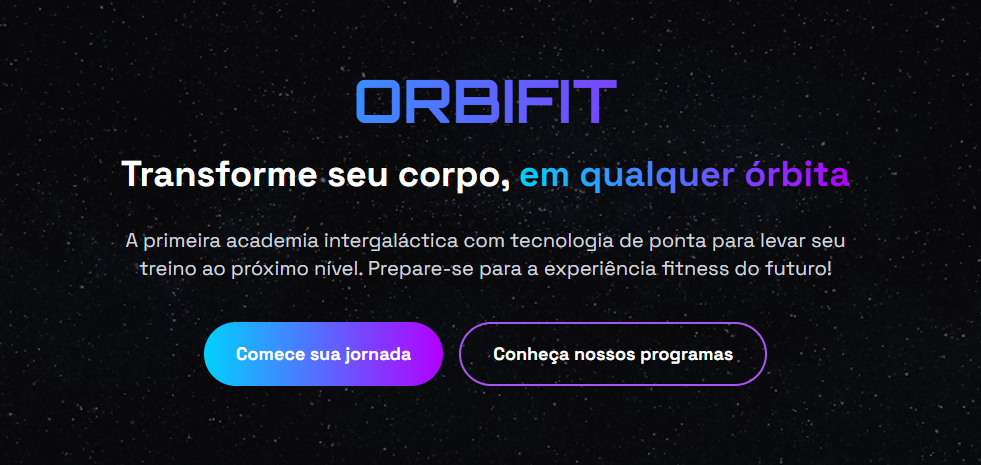 ORBIFIT
Transforme seu corpo, em qualquer órbita
A primeira academia intergaláctica com tecnologia de ponta para levar seu
treino ao próximo nível. Prepare-se para a experiência fitness do futuro!
Comece sua jornada
Conheça nossos programas